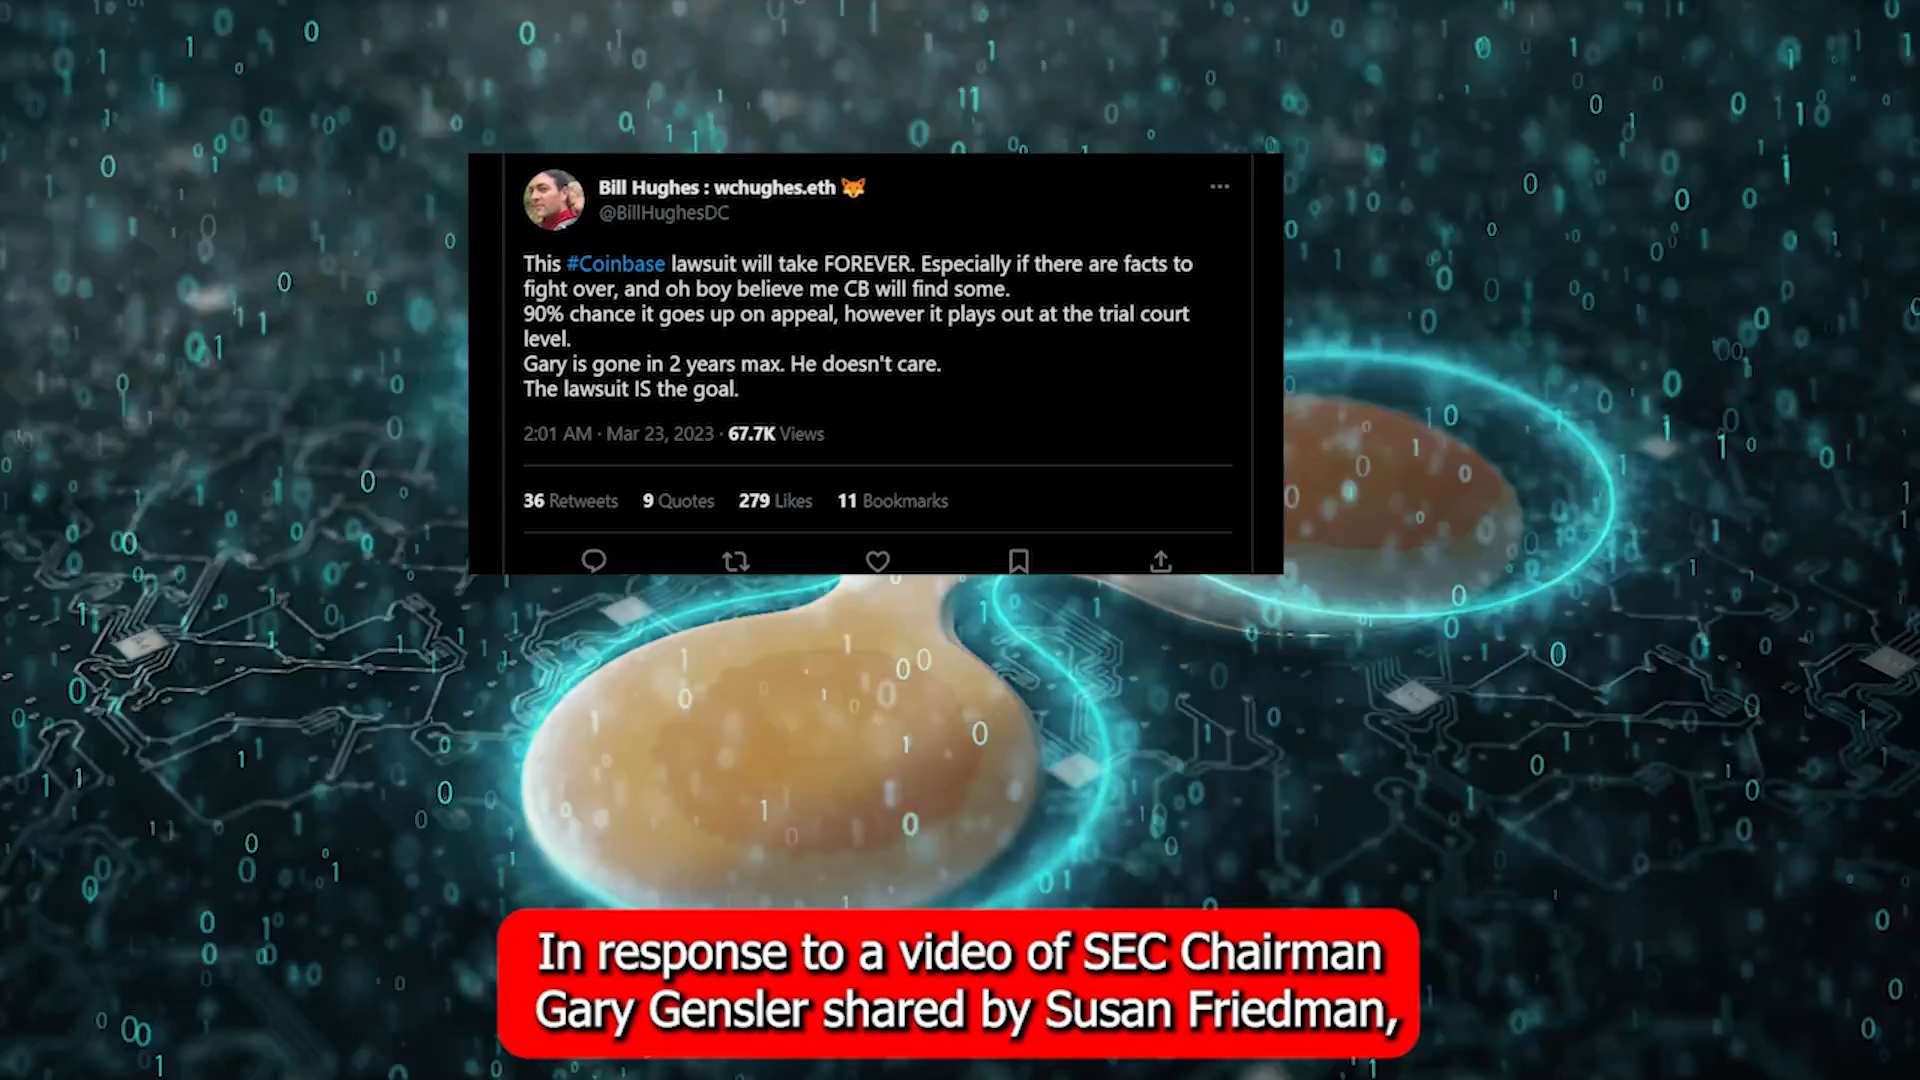 Bill Hughes : wchughes.eth 🦊
@BillHughesDC
This #Coinbase lawsuit will take FOREVER. Especially if there are facts to
fight over, and oh boy believe me CB will find some.
90% chance it goes up on appeal, however it plays out at the trial court
level.
Gary is gone in 2 years max. He doesn't care.
The lawsuit IS the goal.
2:01 AM · Mar 23, 2023 · 67.7K Views
36 Retweets 9 Quotes 279 Likes 11 Bookmarks
In response to a video of SEC Chairman
Gary Gensler shared by Susan Friedman,